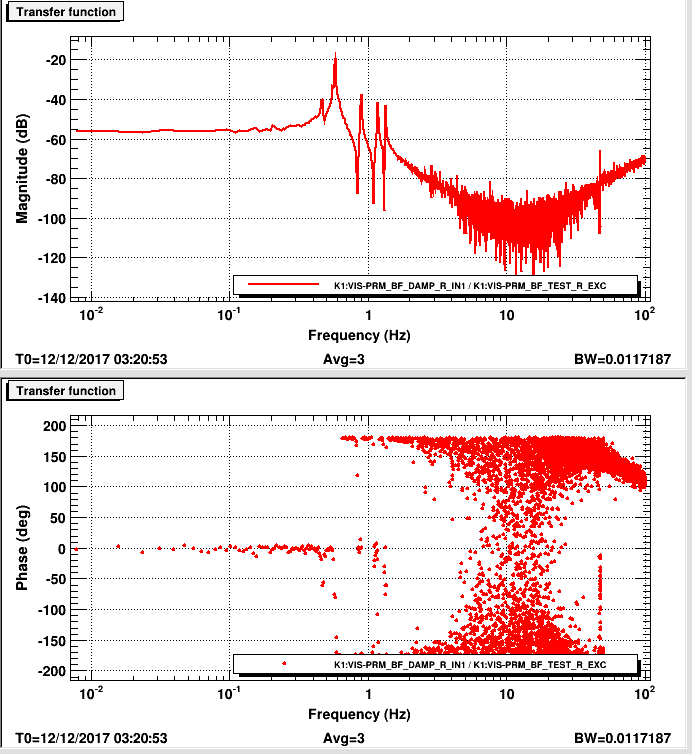 Transfer function
-20
-40
-60
-80
-100
-120
-140
Magnitude (dB)
K1:VIS-PRM_BF_DAMP_R_IN1 / K1:VIS-PRM_BF_TEST_R_EXC
10-2 10-1 1 10 102
Frequency (Hz)
T0=12/12/2017 03:20:53 Avg=3 BW=0.0117187
Transfer function
200
150
100
50
0
-50
-100
-150
-200
Phase (deg)
K1:VIS-PRM_BF_DAMP_R_IN1 / K1:VIS-PRM_BF_TEST_R_EXC
10-2 10-1 1 10 102
Frequency (Hz)
T0=12/12/2017 03:20:53 Avg=3 BW=0.0117187